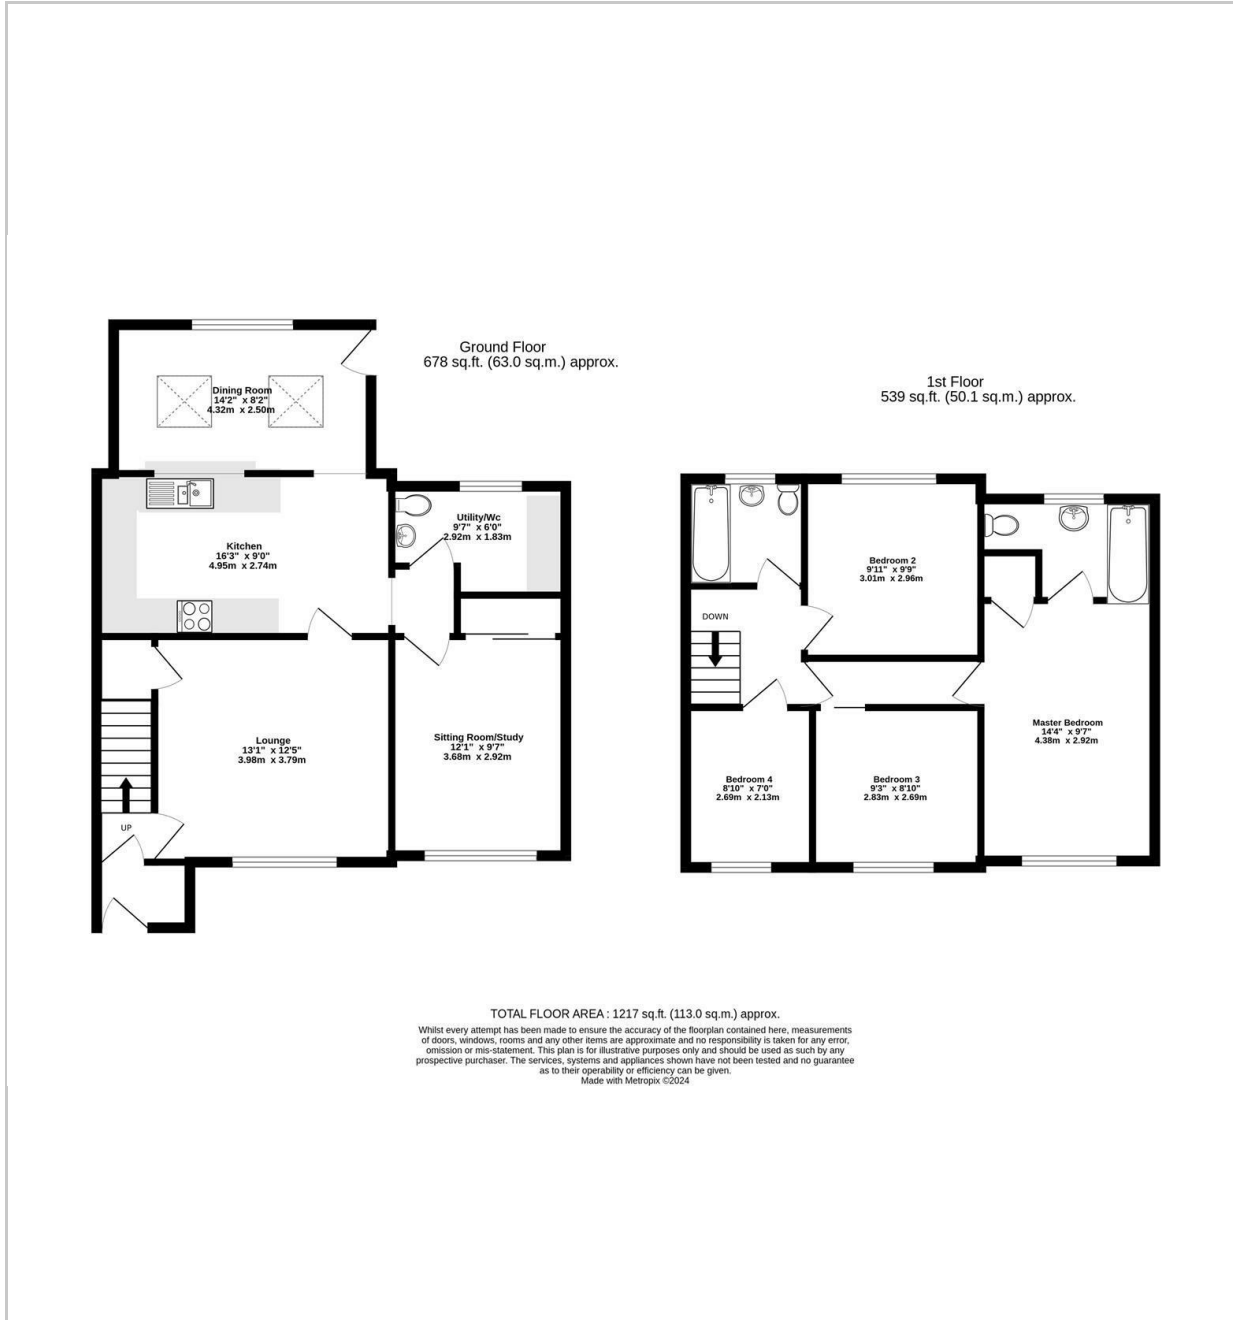 Ground Floor
678 sq.ft. (63.0 sq.m.) approx.
Dining Room
14'2" x 8'2"
4.32m x 2.50m
Kitchen
16'3" x 9'0"
4.95m x 2.74m
Utility/Wc
9'7" x 6'0"
2.92m x 1.83m
Lounge
13'1" x 12'5"
3.98m x 3.79m
Sitting Room/Study
12'1" x 9'7"
3.68m x 2.92m
UP
1st Floor
539 sq.ft. (50.1 sq.m.) approx.
Bedroom 2
9'11" x 9'9"
3.01m x 2.96m
DOWN
Master Bedroom
14'4" x 9'7"
4.38m x 2.92m
Bedroom 4
8'10" x 7'0"
2.69m x 2.13m
Bedroom 3
9'3" x 8'10"
2.83m x 2.69m
TOTAL FLOOR AREA : 1217 sq.ft. (113.0 sq.m.) approx.
Whilst every attempt has been made to ensure the accuracy of the floorplan contained here, measurements
of doors, windows, rooms and any other items are approximate and no responsibility is taken for any error,
omission or mis-statement. This plan is for illustrative purposes only and should be used as such by any
prospective purchaser. The services, systems and appliances shown have not been tested and no guarantee
as to their operability or efficiency can be given.
Made with Metropix ©2024